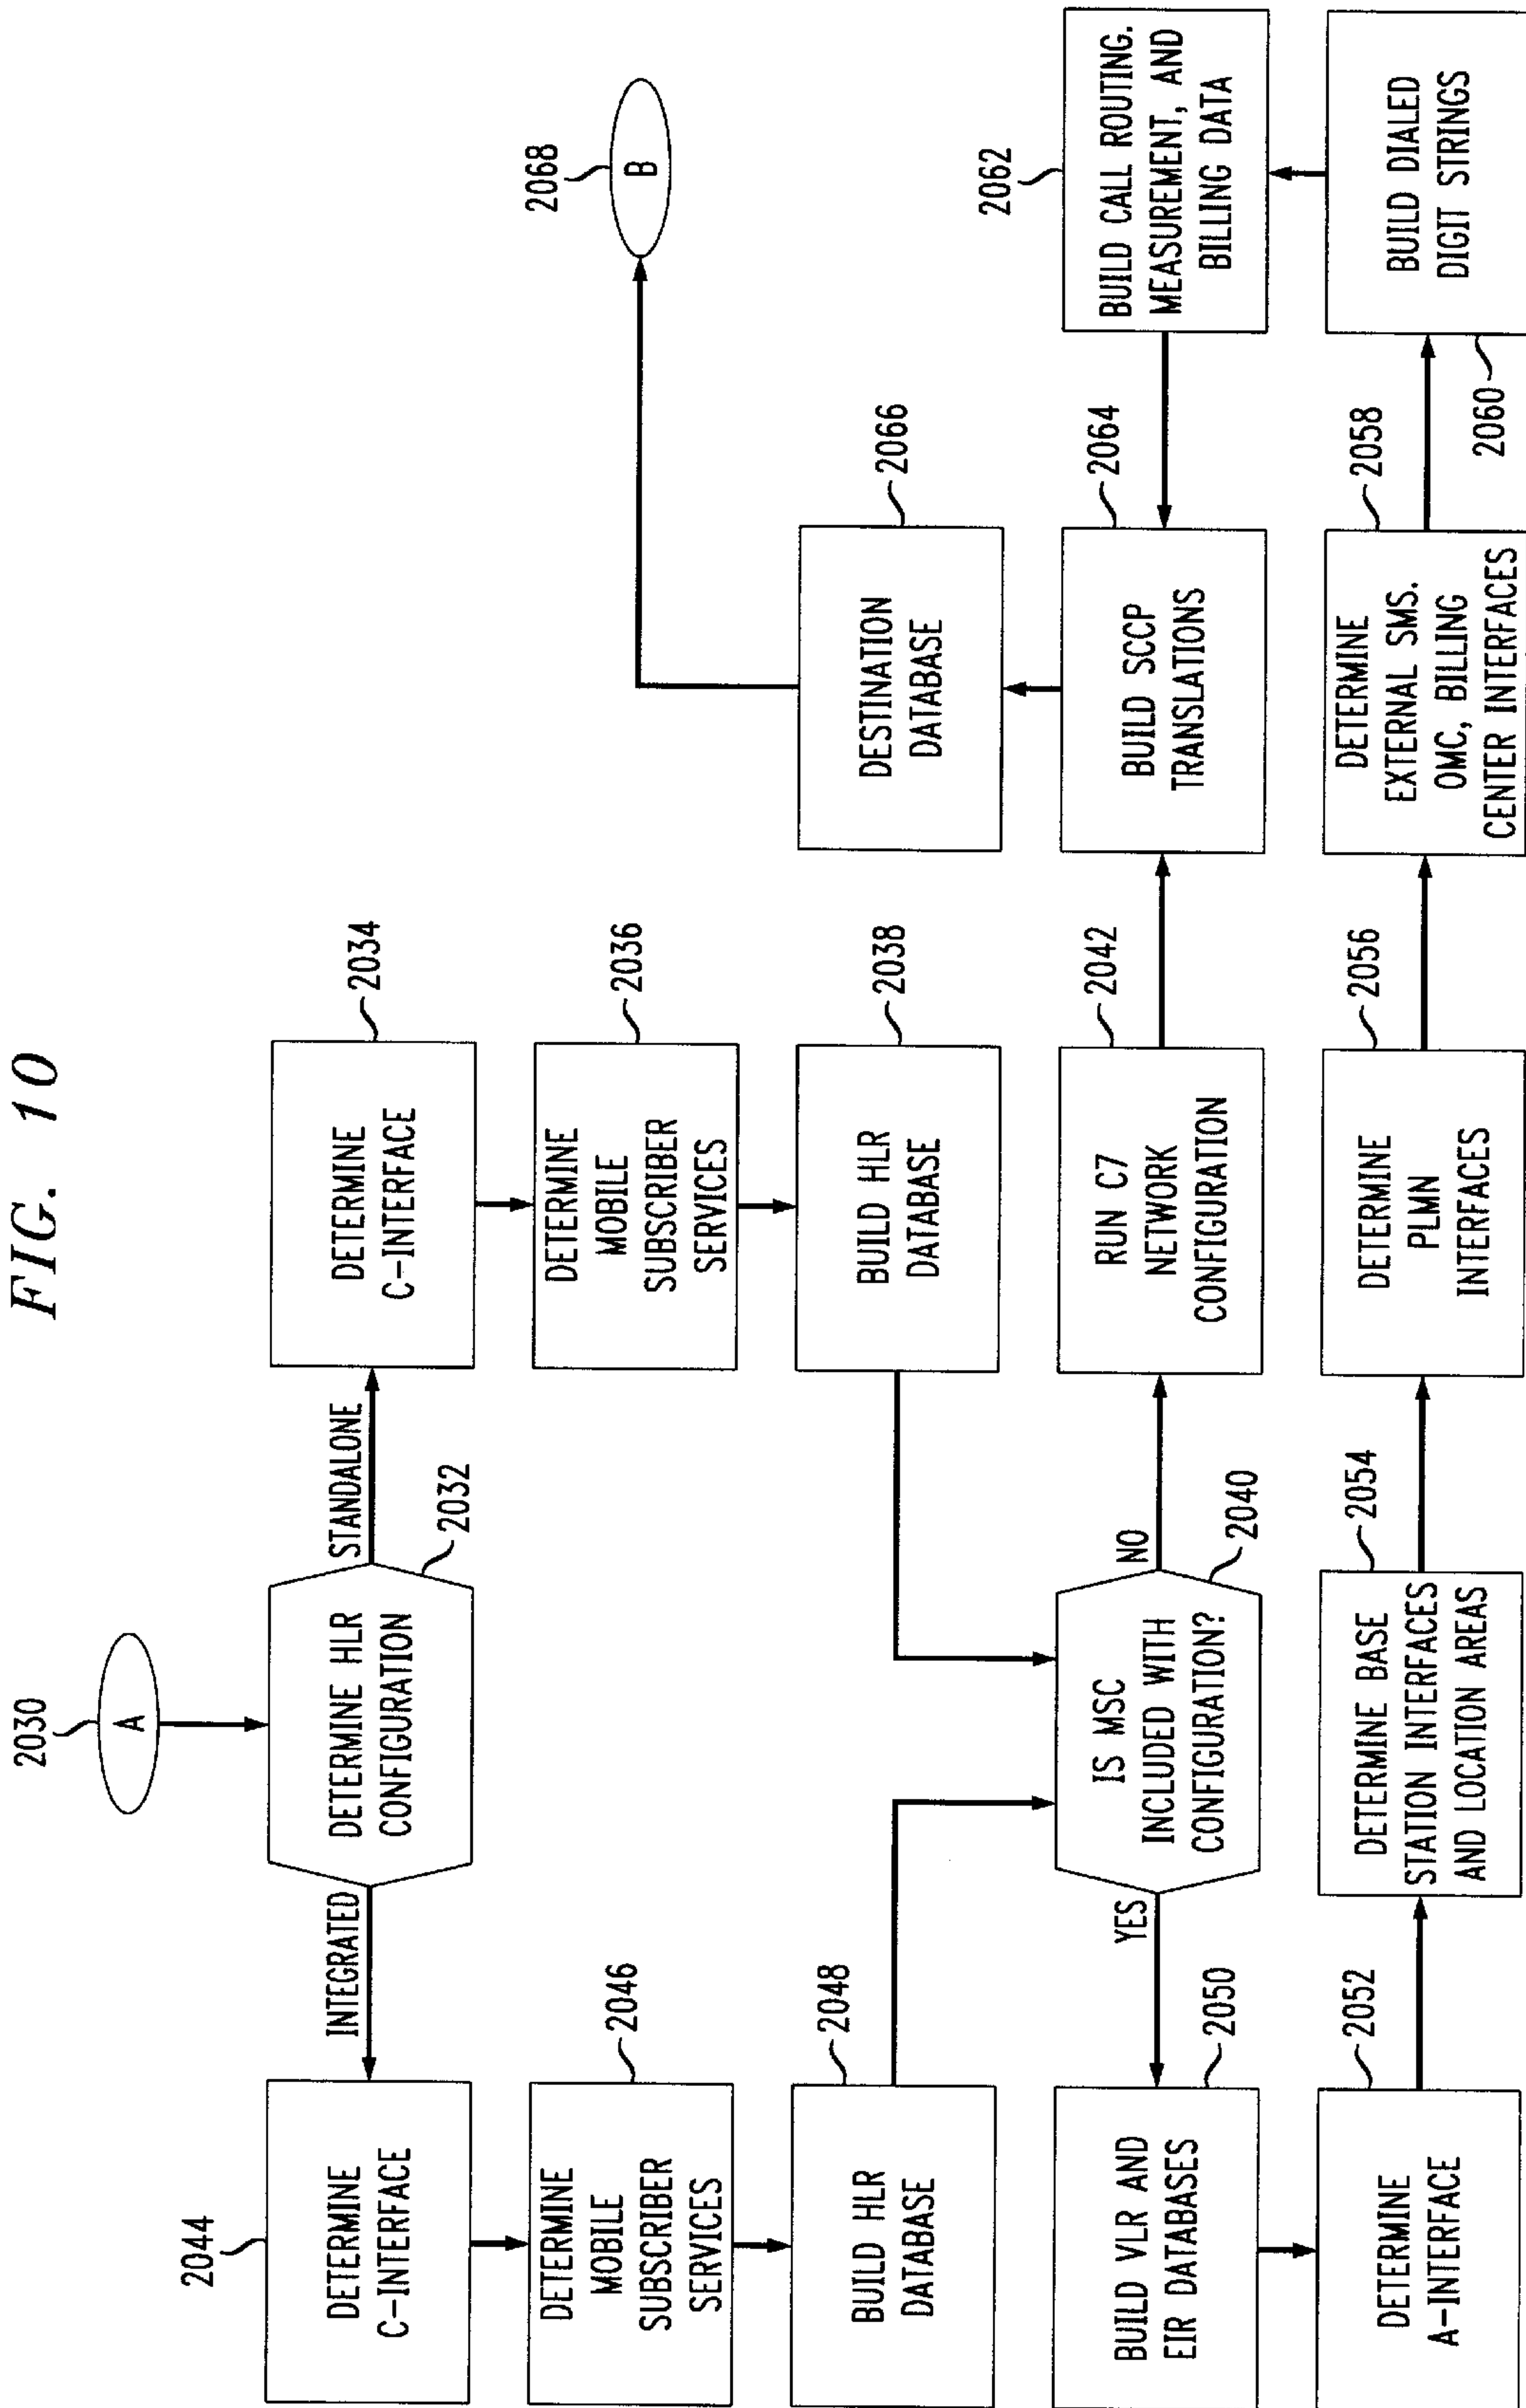 FIG. 10
2030
A
DETERMINE HLR
CONFIGURATION
2032
INTEGRATED
STANDALONE
2044
DETERMINE
C-INTERFACE
DETERMINE
C-INTERFACE
2034
DETERMINE
MOBILE
SUBSCRIBER
SERVICES
2046
DETERMINE
MOBILE
SUBSCRIBER
SERVICES
2036
BUILD HLR
DATABASE
2048
BUILD HLR
DATABASE
2038
IS MSC
INCLUDED WITH
CONFIGURATION?
2040
YES
NO
BUILD VLR AND
EIR DATABASES
2050
RUN C7
NETWORK
CONFIGURATION
2042
BUILD SCCP
TRANSLATIONS
2064
DESTINATION
DATABASE
2066
2068
B
2062
BUILD CALL ROUTING.
MEASUREMENT, AND
BILLING DATA
DETERMINE
A-INTERFACE
2052
DETERMINE BASE
STATION INTERFACES
AND LOCATION AREAS
2054
DETERMINE
PLMN
INTERFACES
2056
DETERMINE
EXTERNAL SMS.
OMC, BILLING
CENTER INTERFACES
2058
BUILD DIALED
DIGIT STRINGS
2060